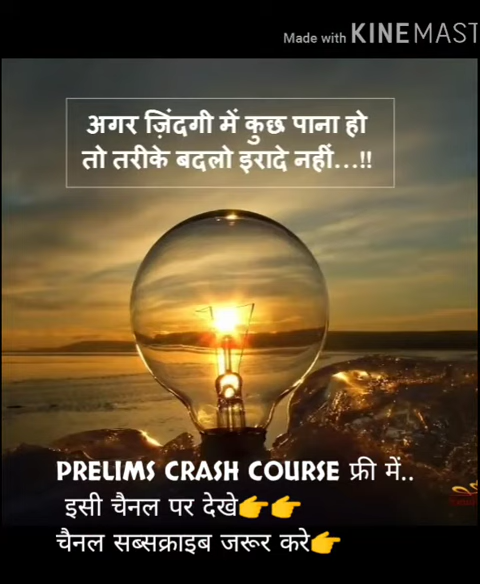 Made with KINEMAST
अगर ज़िंदगी में कुछ पाना हो
तो तरीके बदलो इरादे नहीं...!!
PRELIMS CRASH COURSE फ्री में..
इसी चैनल पर देखे👉👉
चैनल सब्सक्राइब जरूर करे👉